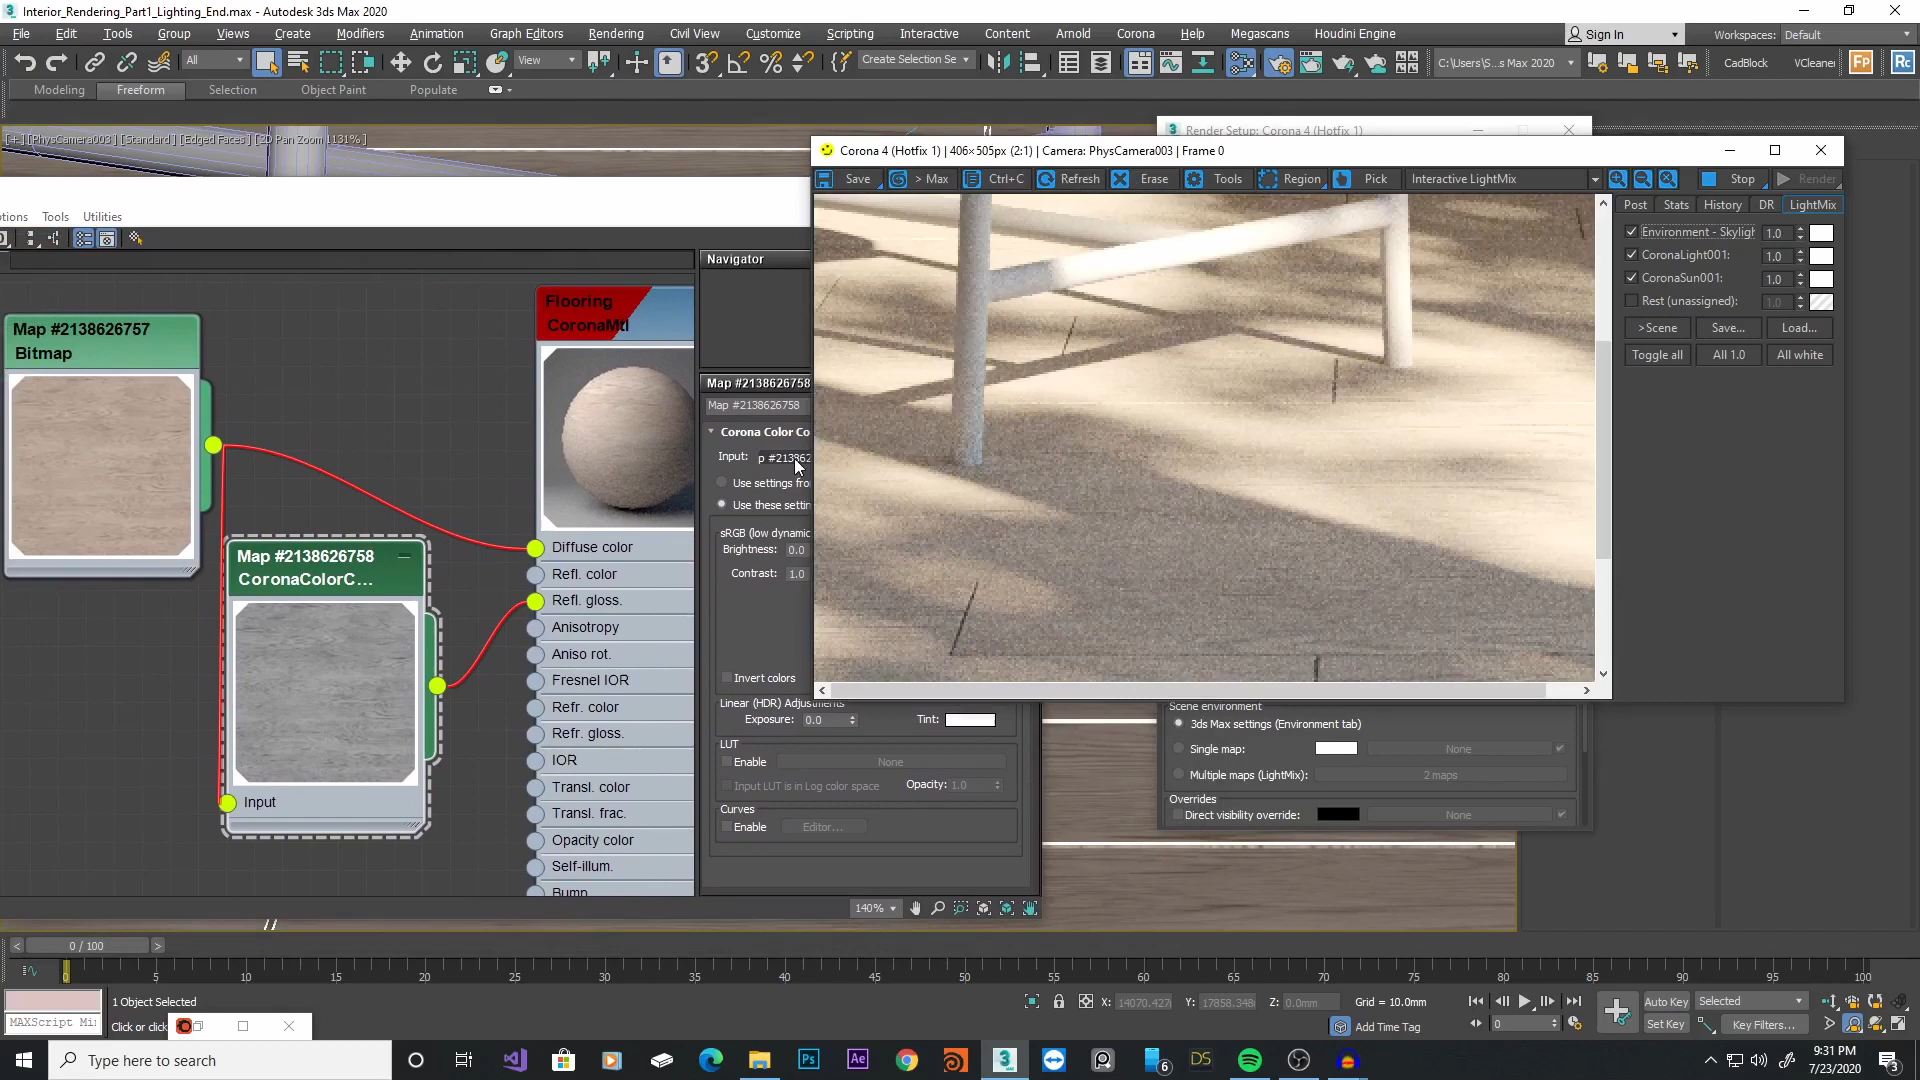 Interior_Rendering_Part1_Lighting_End.max - Autodesk 3ds Max 2020
File Edit Tools Group Views Create Modifiers Animation Graph Editors Rendering Civil View Customize Scripting Interactive Content Arnold Corona Help Megascans Houdini Engine Sign In Workspaces: Default
All View Create Selection Se C:\Users\S...s Max 2020 CadBlock VCleaner FP Rc
Modeling Freeform Selection Object Paint Populate
[+] [PhysCamera003] [Standard] [Edged Faces] [2D Pan Zoom 131%]
Render Setup: Corona 4 (Hotfix 1)
Corona 4 (Hotfix 1) | 406×505px (2:1) | Camera: PhysCamera003 | Frame 0
Save > Max Ctrl+C Refresh Erase Tools Region Pick Interactive LightMix Stop Render
Post Stats History DR LightMix
Environment - Skyligh 1.0
CoronaLight001: 1.0
CoronaSun001: 1.0
Rest (unassigned): 1.0
>Scene Save... Load...
Toggle all All 1.0 All white
tions Tools Utilities
Navigator
Map #2138626757
Bitmap
Flooring
CoronaMtl
Map #2138626758
CoronaColorC...
Input
Diffuse color
Refl. color
Refl. gloss.
Anisotropy
Aniso rot.
Fresnel IOR
Refr. color
Refr. gloss.
IOR
Transl. color
Transl. frac.
Opacity color
Self-illum.
Bump
Map #2138626758
Map #2138626758
Corona Color Co
Input: p #213862
Use settings fro
Use these settin
sRGB (low dynamic
Brightness: 0.0
Contrast: 1.0
Invert colors
Linear (HDR) Adjustments
Exposure: 0.0 Tint:
LUT
Enable None
Input LUT is in Log color space Opacity: 1.0
Curves
Enable Editor...
140%
Scene environment
3ds Max settings (Environment tab)
Single map: None
Multiple maps (LightMix): 2 maps
Overrides
Direct visibility override: None
0 / 100
0 5 10 15 20 25 30 35 40 45 50 55 60 65 70 75 80 85 90 95 100
1 Object Selected
MAXScript Mi
Click or click
X: 14070.427 Y: 17858.348 Z: 0.0mm Grid = 10.0mm
Add Time Tag
Auto Key Selected
Set Key Key Filters...
0
Type here to search
Ps Ae DS 6
9:31 PM
7/23/2020
3